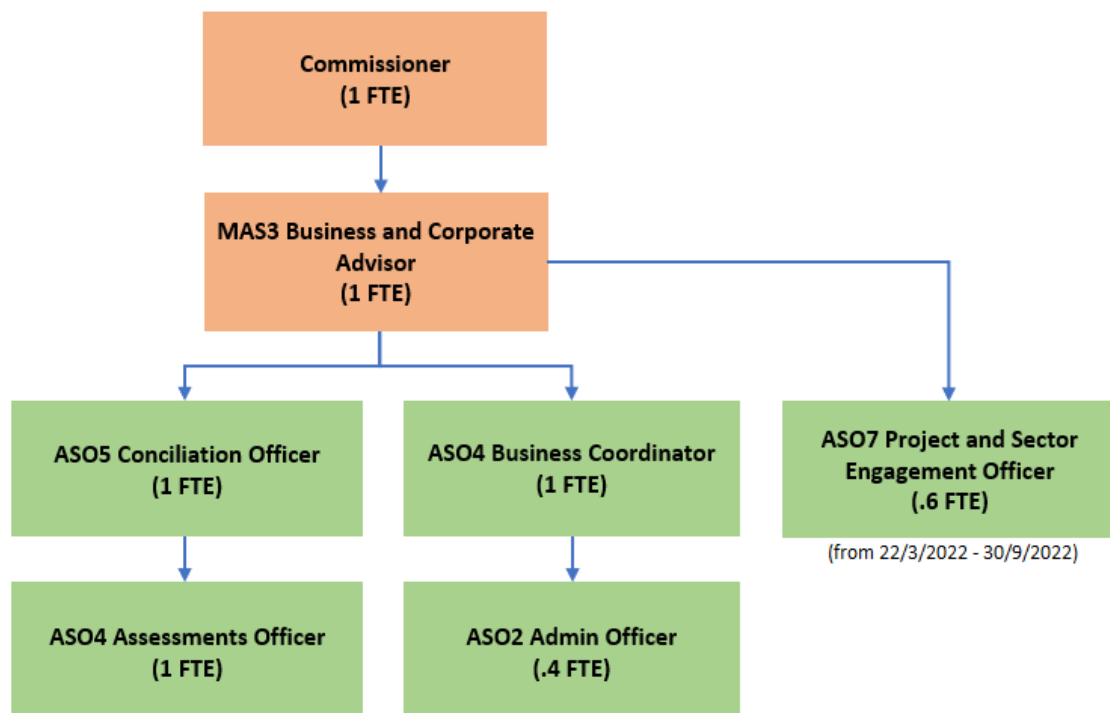 Commissioner
(1 FTE)
MAS3 Business and Corporate
Advisor
(1 FTE)
ASO5 Conciliation Officer
(1 FTE)
ASO4 Business Coordinator
(1 FTE)
ASO7 Project and Sector
Engagement Officer
(.6 FTE)
(from 22/3/2022 - 30/9/2022)
ASO4 Assessments Officer
(1 FTE)
ASO2 Admin Officer
(.4 FTE)